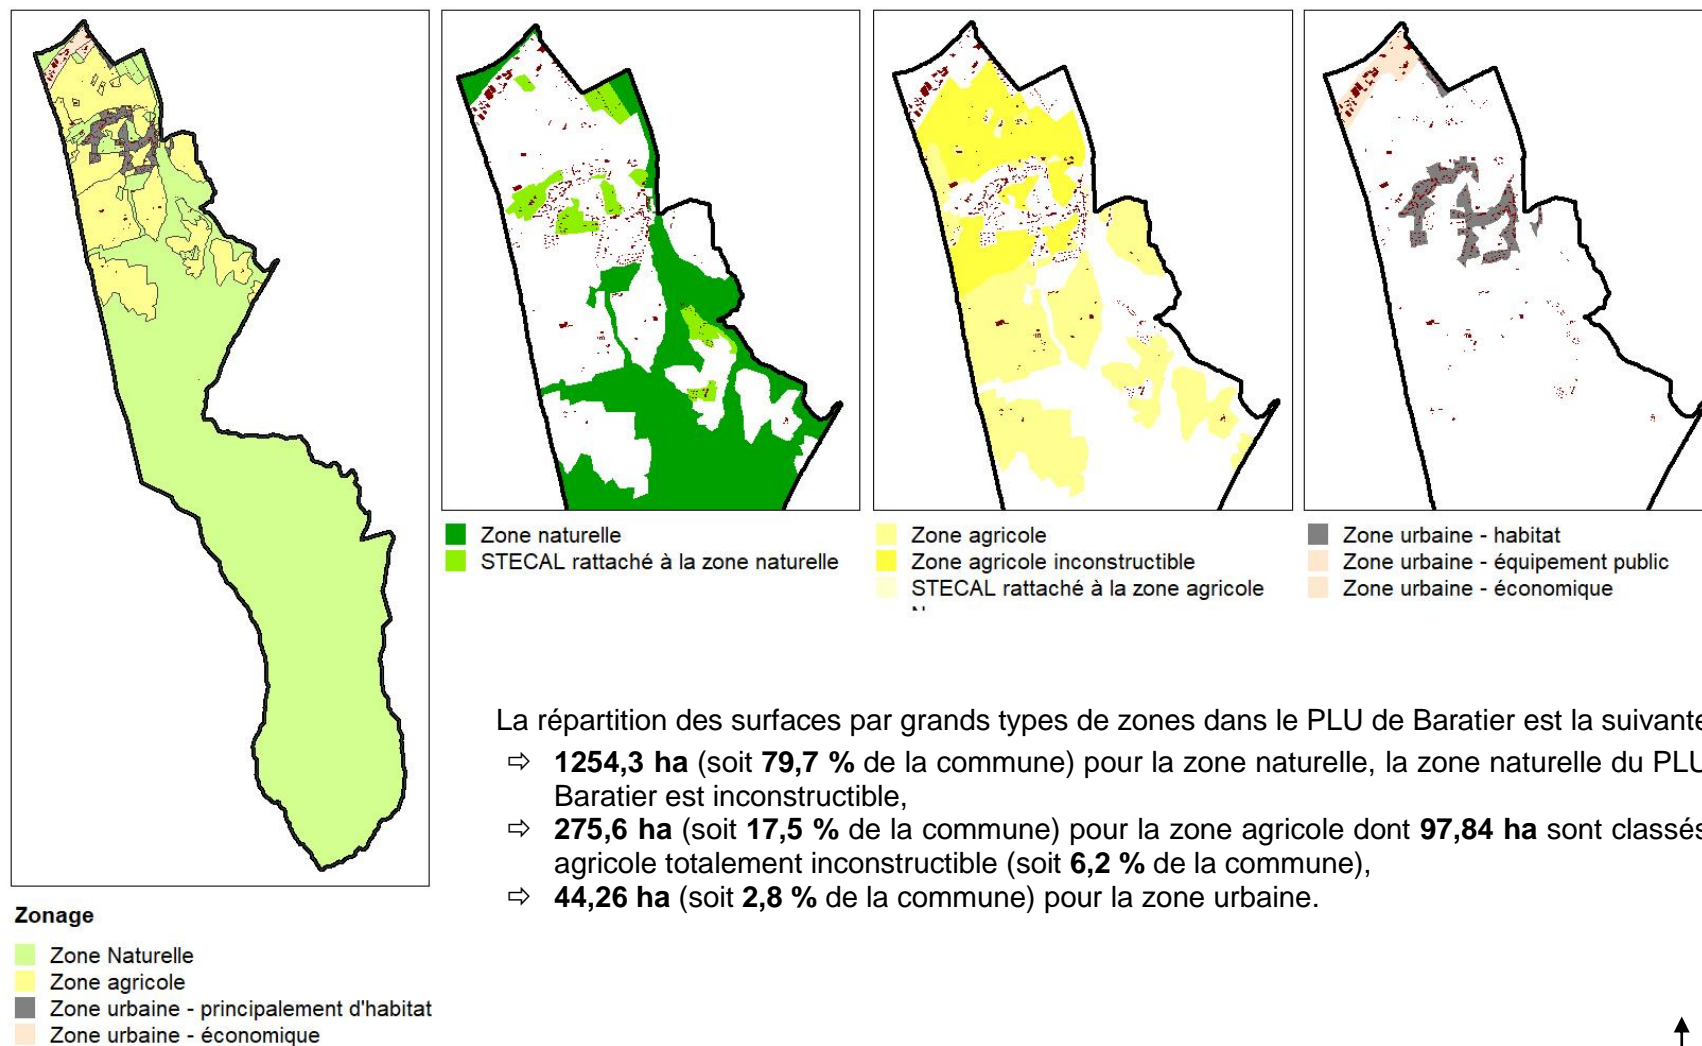 Zone naturelle
STECAL rattaché à la zone naturelle
Zone agricole
Zone agricole inconstructible
STECAL rattaché à la zone agricole
Zone urbaine - habitat
Zone urbaine - équipement public
Zone urbaine - économique
La répartition des surfaces par grands types de zones dans le PLU de Baratier est la suivante
⇨ 1254,3 ha (soit 79,7 % de la commune) pour la zone naturelle, la zone naturelle du PLU
Baratier est inconstructible,
⇨ 275,6 ha (soit 17,5 % de la commune) pour la zone agricole dont 97,84 ha sont classés
agricole totalement inconstructible (soit 6,2 % de la commune),
⇨ 44,26 ha (soit 2,8 % de la commune) pour la zone urbaine.
Zonage
Zone Naturelle
Zone agricole
Zone urbaine - principalement d'habitat
Zone urbaine - économique